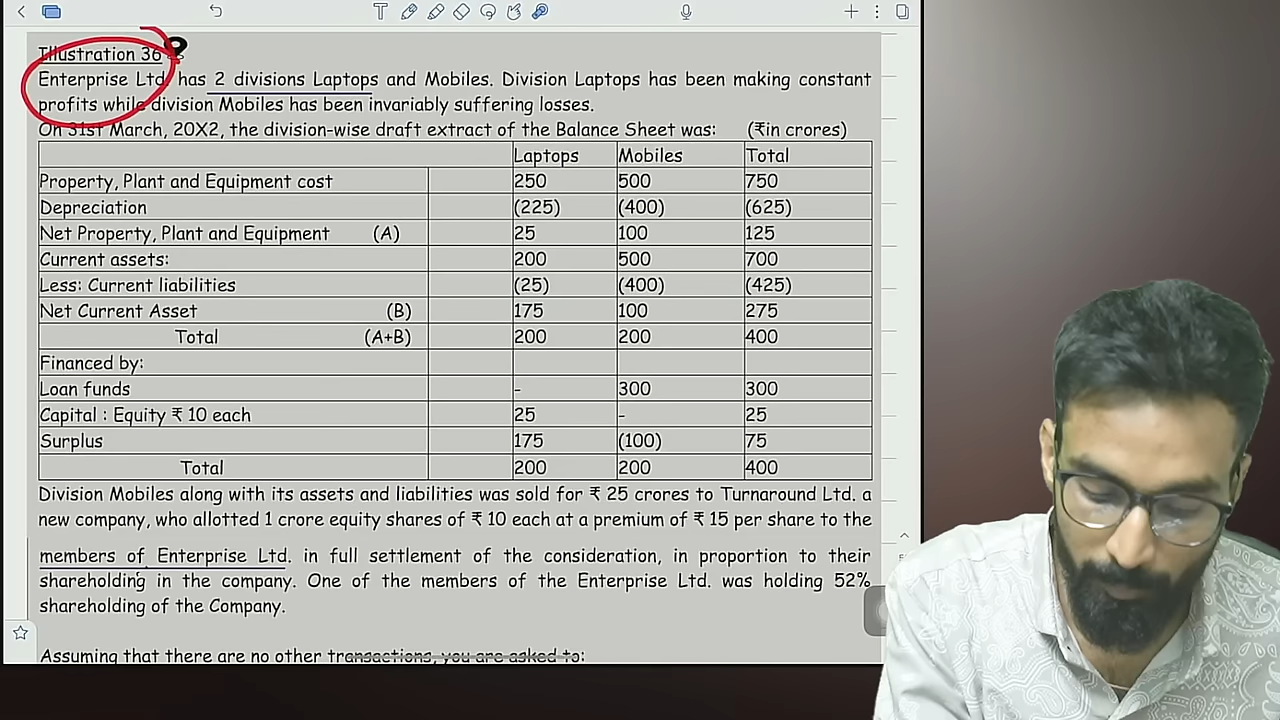 Illustration 36
Enterprise Ltd. has 2 divisions Laptops and Mobiles. Division Laptops has been making constant
profits while division Mobiles has been invariably suffering losses.
On 31st March, 20X2, the division-wise draft extract of the Balance Sheet was: (₹in crores)
Laptops Mobiles Total
Property, Plant and Equipment cost 250 500 750
Depreciation (225) (400) (625)
Net Property, Plant and Equipment (A) 25 100 125
Current assets: 200 500 700
Less: Current liabilities (25) (400) (425)
Net Current Asset (B) 175 100 275
Total (A+B) 200 200 400
Financed by:
Loan funds - 300 300
Capital : Equity ₹ 10 each 25 - 25
Surplus 175 (100) 75
Total 200 200 400
Division Mobiles along with its assets and liabilities was sold for ₹ 25 crores to Turnaround Ltd. a
new company, who allotted 1 crore equity shares of ₹ 10 each at a premium of ₹ 15 per share to the
members of Enterprise Ltd. in full settlement of the consideration, in proportion to their
shareholding in the company. One of the members of the Enterprise Ltd. was holding 52%
shareholding of the Company.
Assuming that there are no other transactions, you are asked to: